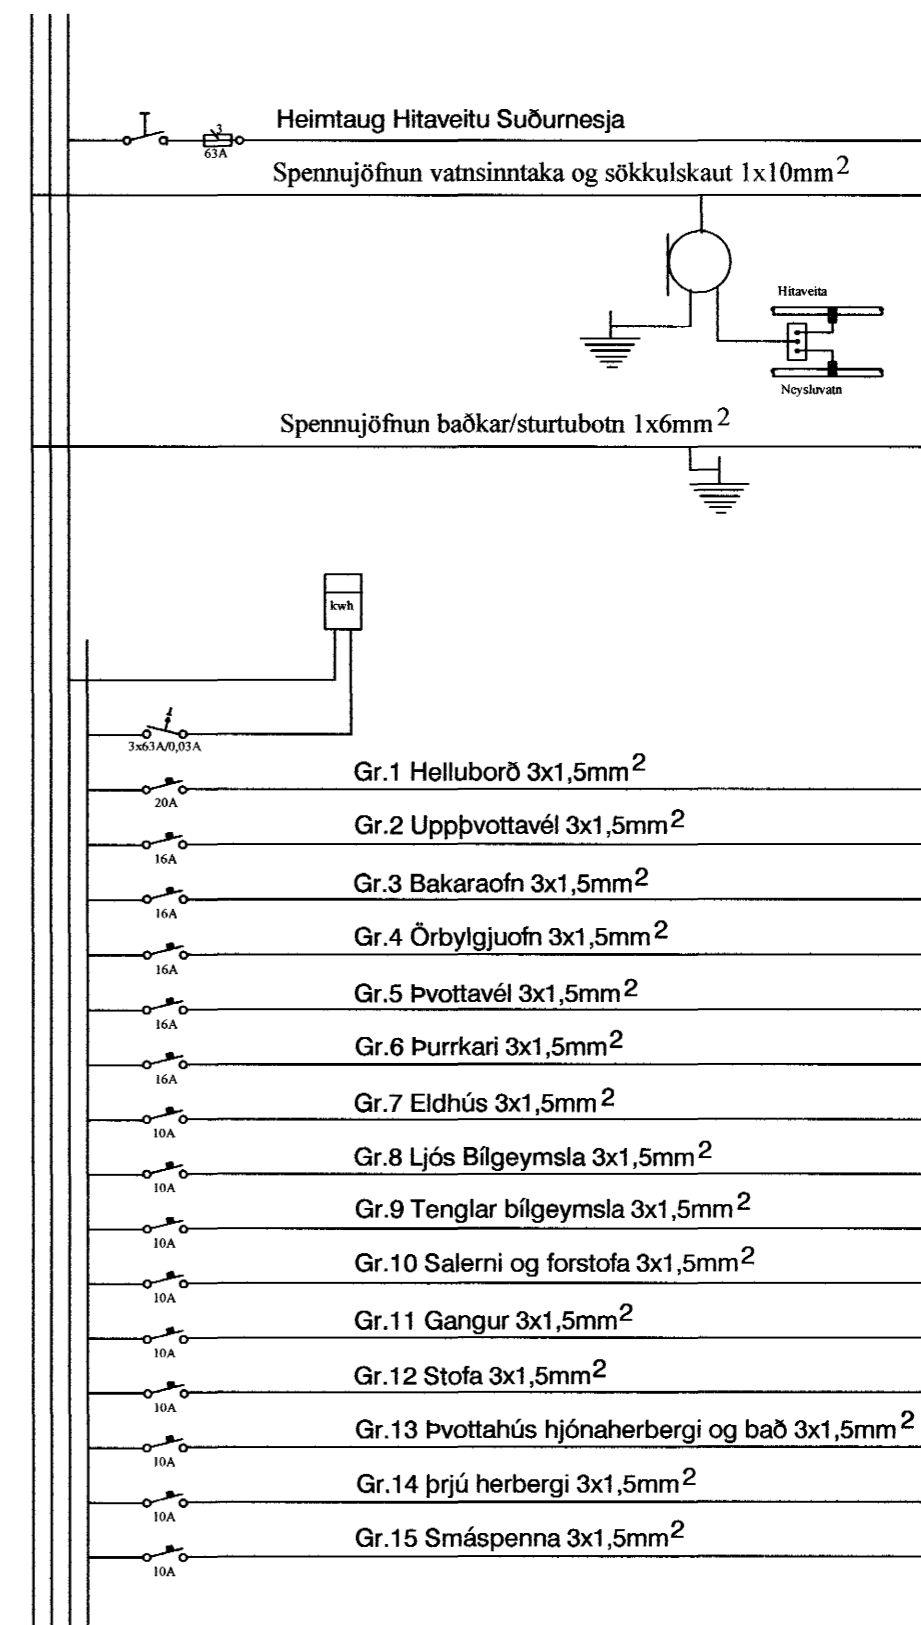 Heimtaug Hitaveitu Suðurnesja
3
63A
Spennujöfnun vatnsinntaka og sökkulskaut 1x10mm2
Hitaveita
Neysluvatn
Spennujöfnun baðkar/sturtubotn 1x6mm2
kwh
3x63A/0,03A
Gr.1 Helluborð 3x1,5mm2
20A
Gr.2 Uppþvottavél 3x1,5mm2
16A
Gr.3 Bakaraofn 3x1,5mm2
16A
Gr.4 Örbylgjuofn 3x1,5mm2
16A
Gr.5 Þvottavél 3x1,5mm2
16A
Gr.6 Þurrkari 3x1,5mm2
16A
Gr.7 Eldhús 3x1,5mm2
10A
Gr.8 Ljós Bílgeymsla 3x1,5mm2
10A
Gr.9 Tenglar bílgeymsla 3x1,5mm2
10A
Gr.10 Salerni og forstofa 3x1,5mm2
10A
Gr.11 Gangur 3x1,5mm2
10A
Gr.12 Stofa 3x1,5mm2
10A
Gr.13 Þvottahús hjónaherbergi og bað 3x1,5mm2
10A
Gr.14 þrjú herbergi 3x1,5mm2
10A
Gr.15 Smáspenna 3x1,5mm2
10A